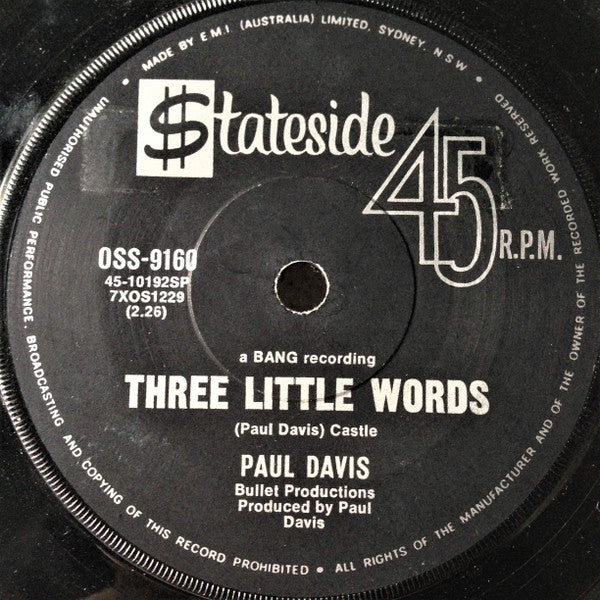 MADE BY E.M.I. (AUSTRALIA) LIMITED, SYDNEY, N.S.W. •
$tateside
45
R.P.M.
OSS-9160
45-10192SP
7XOS1229
(2.26)
a BANG recording
THREE LITTLE WORDS
(Paul Davis) Castle
PAUL DAVIS
Bullet Productions
Produced by Paul
Davis
UNAUTHORISED PUBLIC PERFORMANCE, BROADCASTING AND COPYING OF THIS RECORD PROHIBITED • ALL RIGHTS OF THE MANUFACTURER AND OF THE OWNER OF THE RECORDED WORK RESERVED